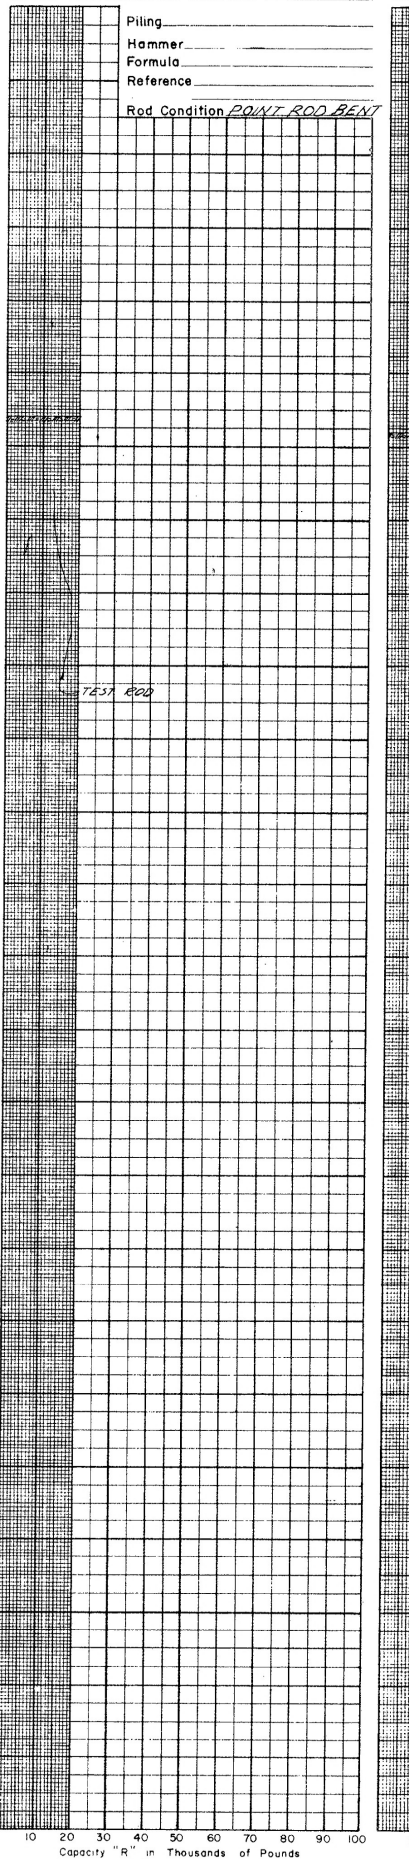 Piling
Hammer
Formula
Reference
Rod Condition POINT ROD BENT
TEST ROD
10 20 30 40 50 60 70 80 90 100
Capacity "R" in Thousands of Pounds